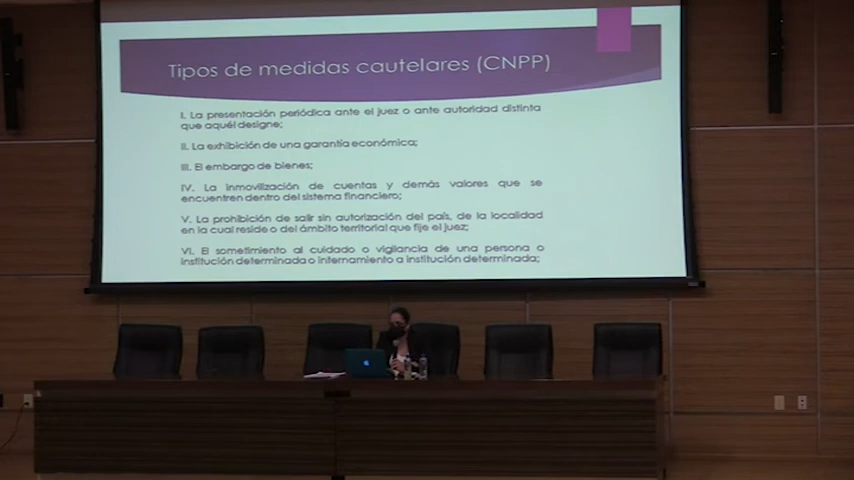 Tipos de medidas cautelares (CNPP)
I. La presentación periódica ante el juez o ante autoridad distinta
que aquél designe;
II. La exhibición de una garantía económica;
III. El embargo de bienes;
IV. La inmovilización de cuentas y demás valores que se
encuentren dentro del sistema financiero;
V. La prohibición de salir sin autorización del país, de la localidad
en la cual reside o del ámbito territorial que fije el juez;
VI. El sometimiento al cuidado o vigilancia de una persona o
institución determinada o internamiento a institución determinada;